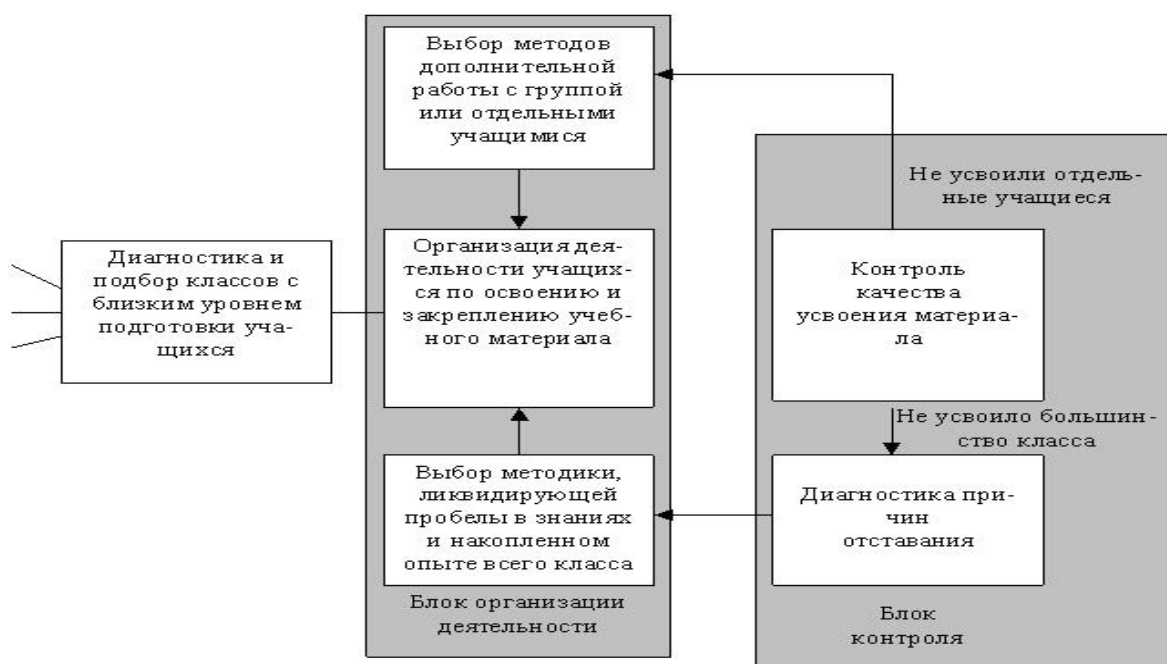 Выбор методов
дополнительной
работы с группой
или отдельными
учащимися
Не усвоили отдель-
ные учащиеся
Диагностика и
подбор классов с
близким уровнем
подготовки уча-
щихся
Организация дея-
тельности учащих-
ся по освоению и
закреплению учеб-
ного материала
Контроль
качества
усвоения материа-
ла
Не усвоило большин-
ство класса
Выбор методики,
ликвидирующей
пробелы в знаниях
и накопленном
опыте всего класса
Диагностика при-
чин
отставания
Блок организации
деятельности
Блок
контроля